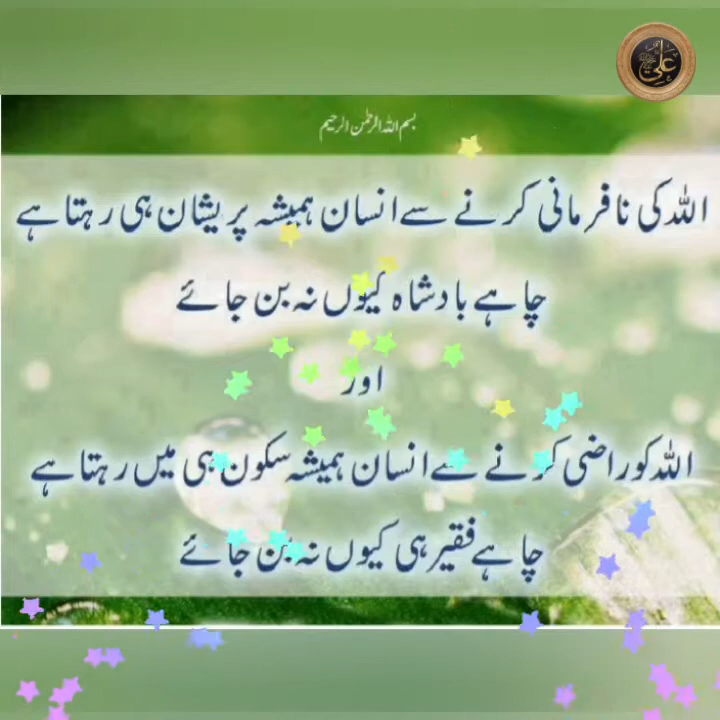 بسم اللہ الرحمن الرحیم
اللہ کی نافرمانی کرنے سے انسان ہمیشہ پریشان ہی رہتا ہے
چاہے بادشاہ کیوں نہ بن جائے
اور
اللہ کو راضی کرنے سے انسان ہمیشہ سکون ہی میں رہتا ہے
چاہے فقیر ہی کیوں نہ بن جائے
علی